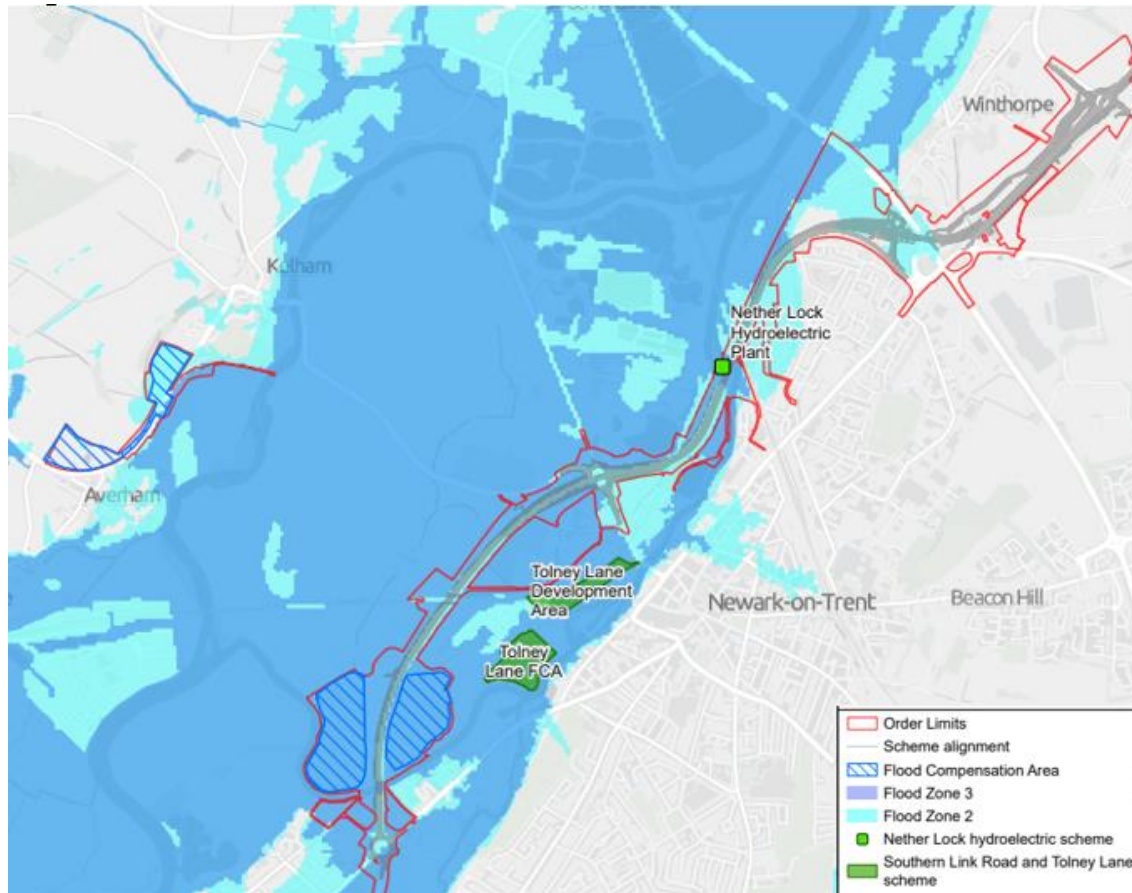 Winthorpe
Kelham
Nether Lock
Hydroelectric
Plant
Averham
Tolney Lane
Development
Area
Newark-on-Trent
Beacon Hill
Tolney
Lane FCA
Order Limits
Scheme alignment
Flood Compensation Area
Flood Zone 3
Flood Zone 2
Nether Lock hydroelectric scheme
Southern Link Road and Tolney Lane
scheme